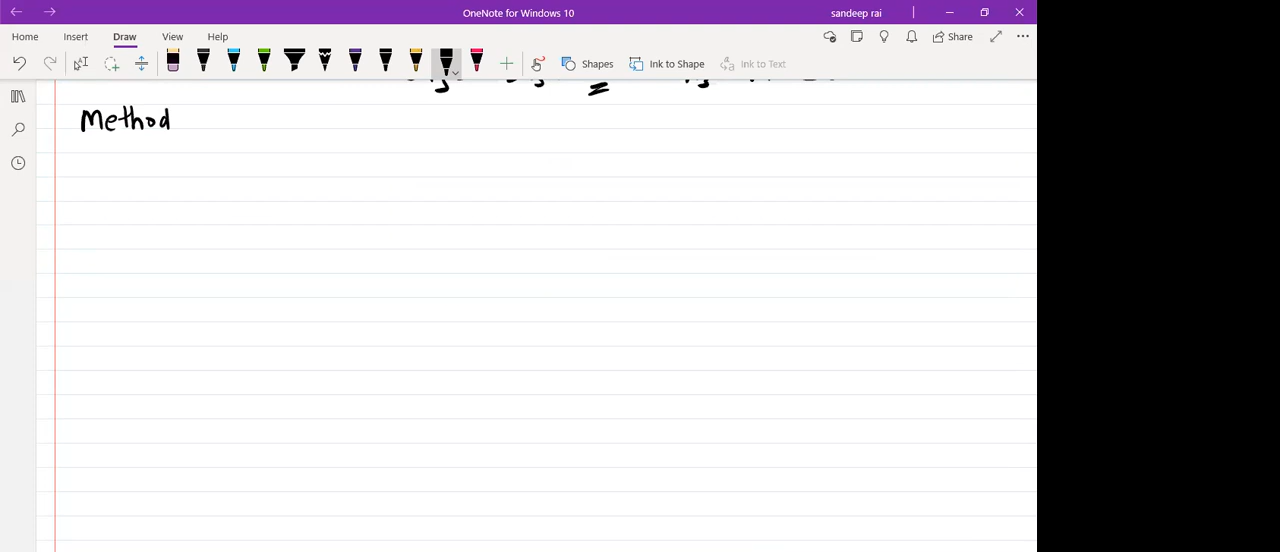 OneNote for Windows 10
sandeep rai
Home Insert Draw View Help
Share
Shapes Ink to Shape Ink to Text
Method